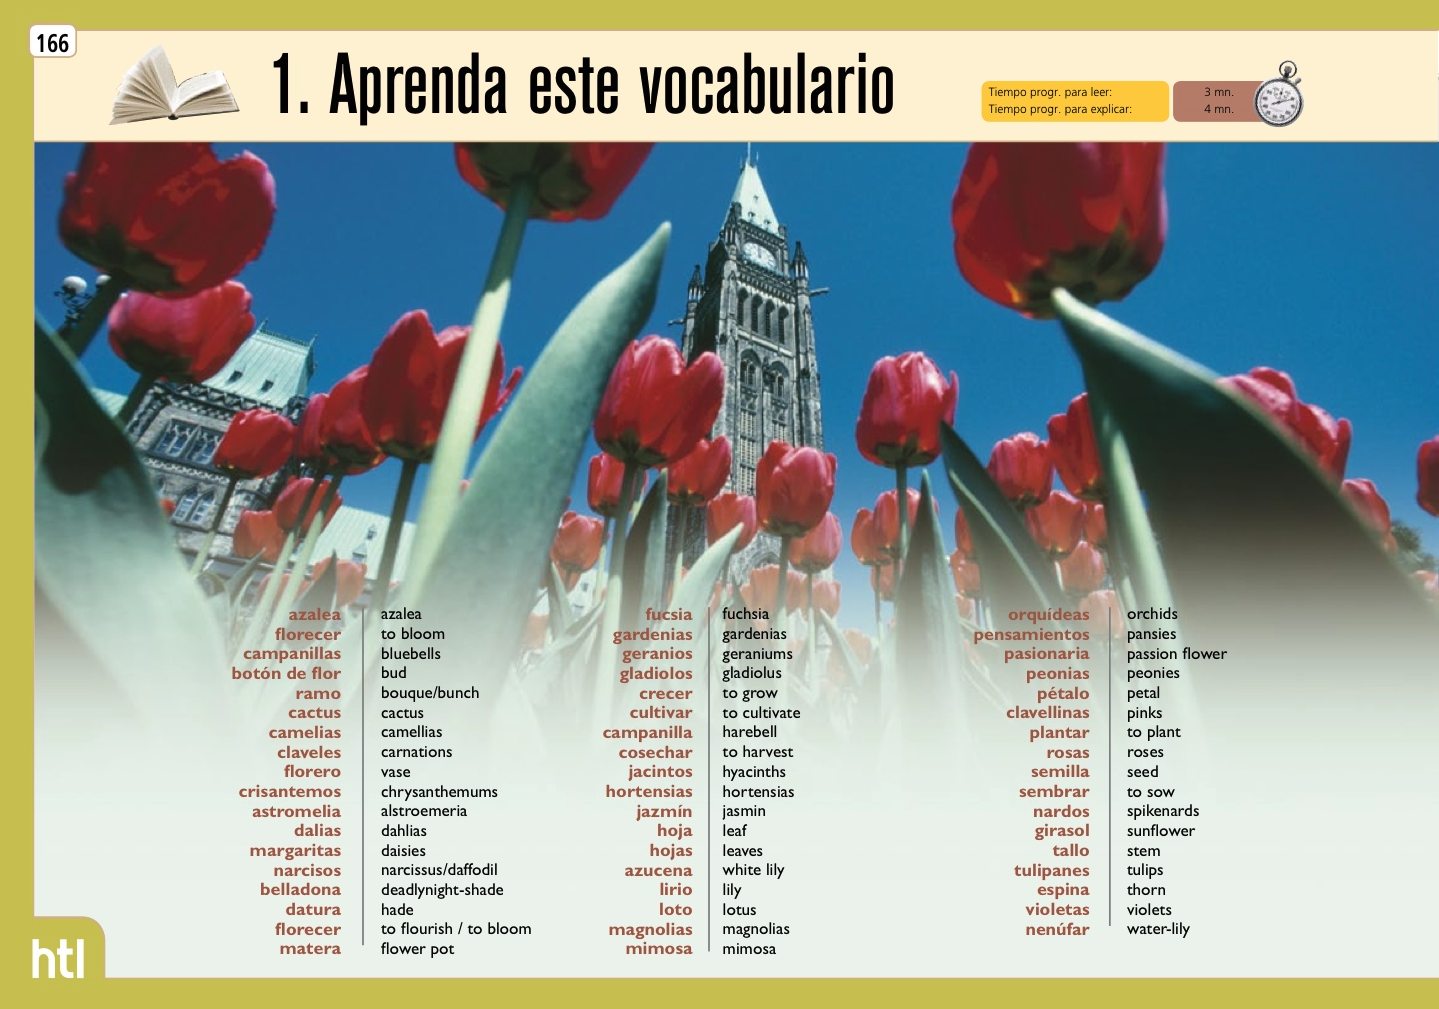 166
1. Aprenda este vocabulario
Tiempo progr. para leer: 3 mn.
Tiempo progr. para explicar: 4 mn.
azalea azalea
florecer to bloom
campanillas bluebells
botón de flor bud
ramo bouque/bunch
cactus cactus
camelias camellias
claveles carnations
florero vase
crisantemos chrysanthemums
astromelia alstroemeria
dalias dahlias
margaritas daisies
narcisos narcissus/daffodil
belladona deadlynight-shade
datura hade
florecer to flourish / to bloom
matera flower pot
fucsia fuchsia
gardenias gardenias
geranios geraniums
gladiolos gladiolus
crecer to grow
cultivar to cultivate
campanilla harebell
cosechar to harvest
jacintos hyacinths
hortensias hortensias
jazmín jasmin
hoja leaf
hojas leaves
azucena white lily
lirio lily
loto lotus
magnolias magnolias
mimosa mimosa
orquídeas orchids
pensamientos pansies
pasionaria passion flower
peonias peonies
pétalo petal
clavellinas pinks
plantar to plant
rosas roses
semilla seed
sembrar to sow
nardos spikenards
girasol sunflower
tallo stem
tulipanes tulips
espina thorn
violetas violets
nenúfar water-lily
htl